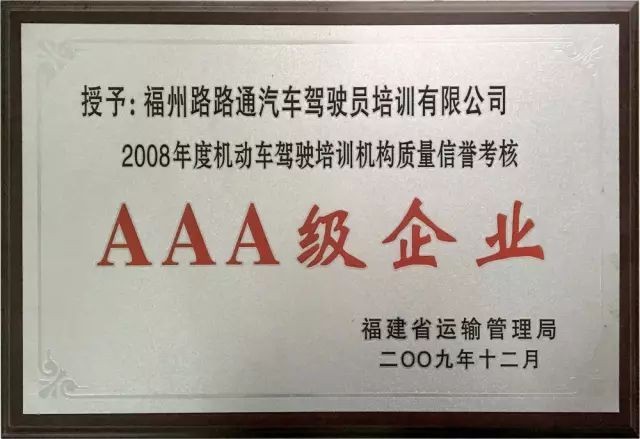 授予：福州路路通汽车驾驶员培训有限公司
2008年度机动车驾驶培训机构质量信誉考核
AAA级企业
福建省运输管理局
二〇〇九年十二月